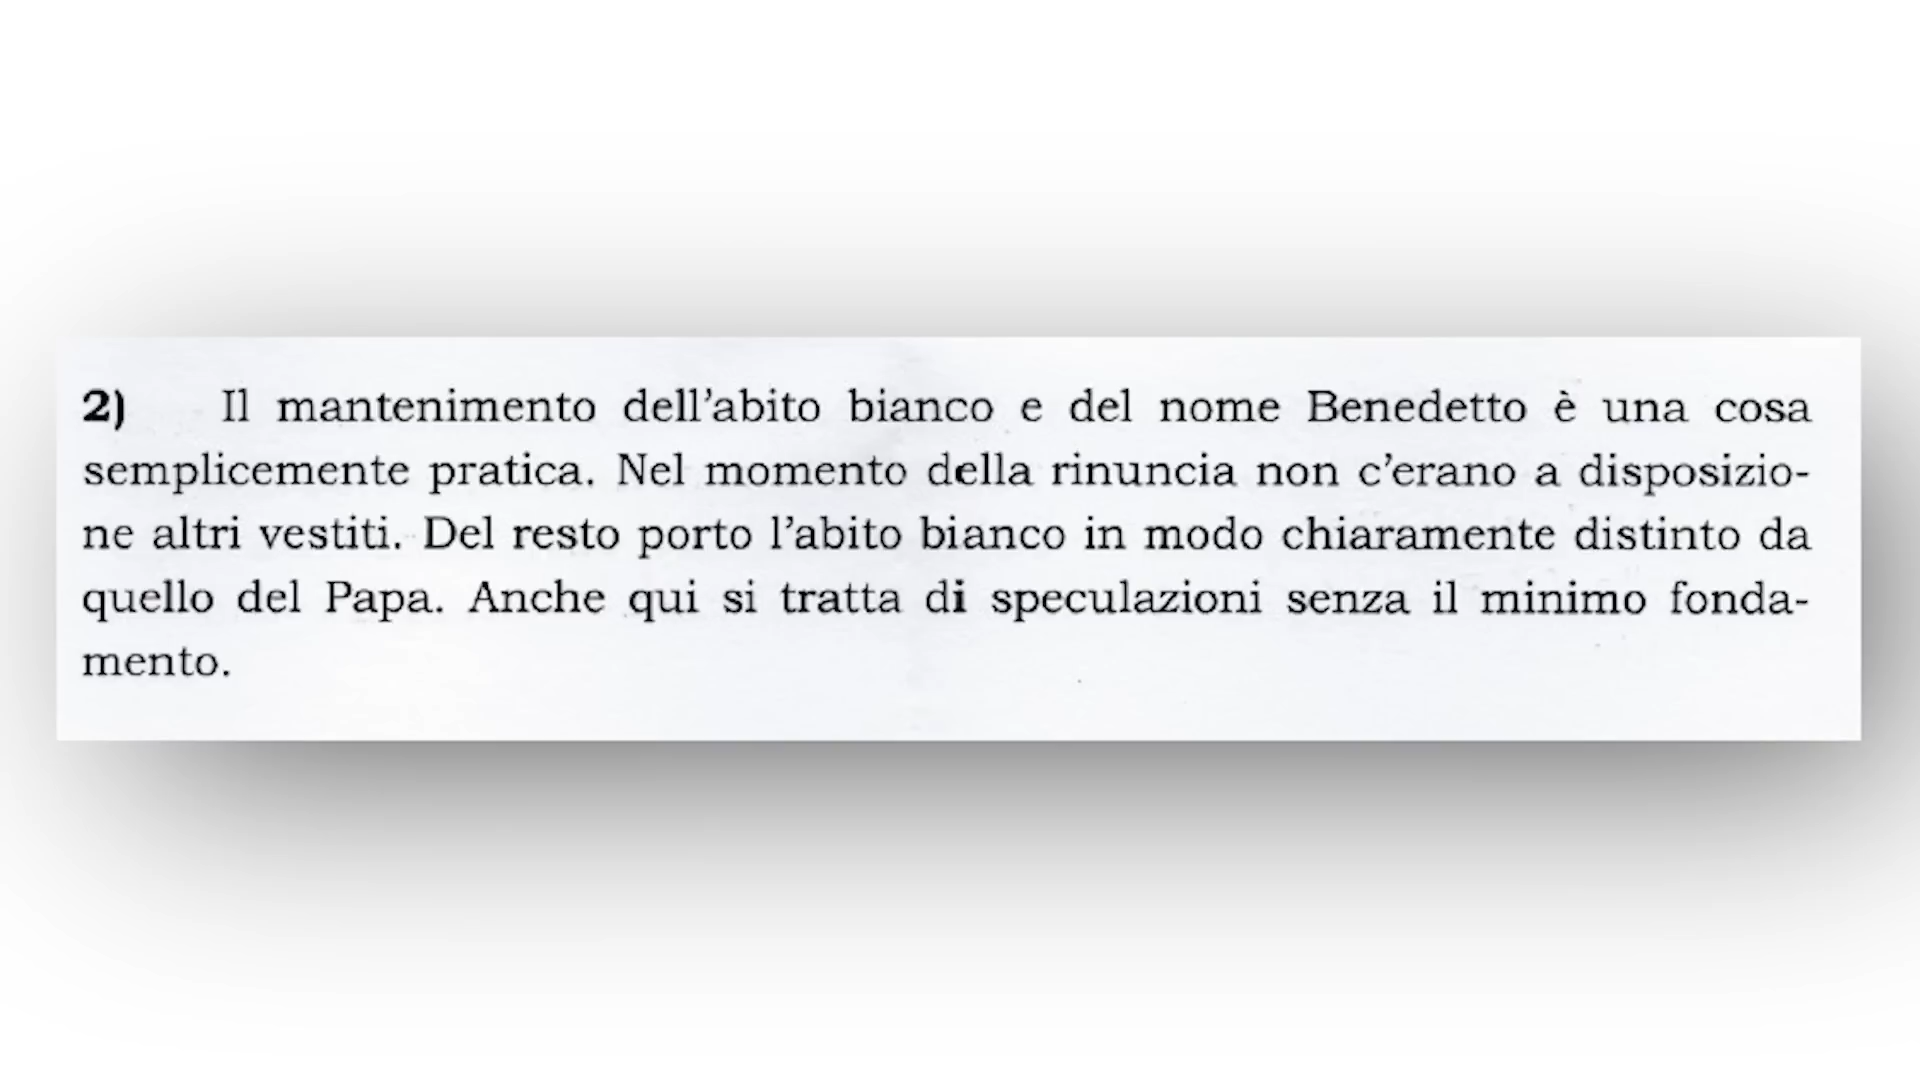 2) Il mantenimento dell’abito bianco e del nome Benedetto è una cosa
semplicemente pratica. Nel momento della rinuncia non c’erano a disposizio-
ne altri vestiti. Del resto porto l’abito bianco in modo chiaramente distinto da
quello del Papa. Anche qui si tratta di speculazioni senza il minimo fonda-
mento.